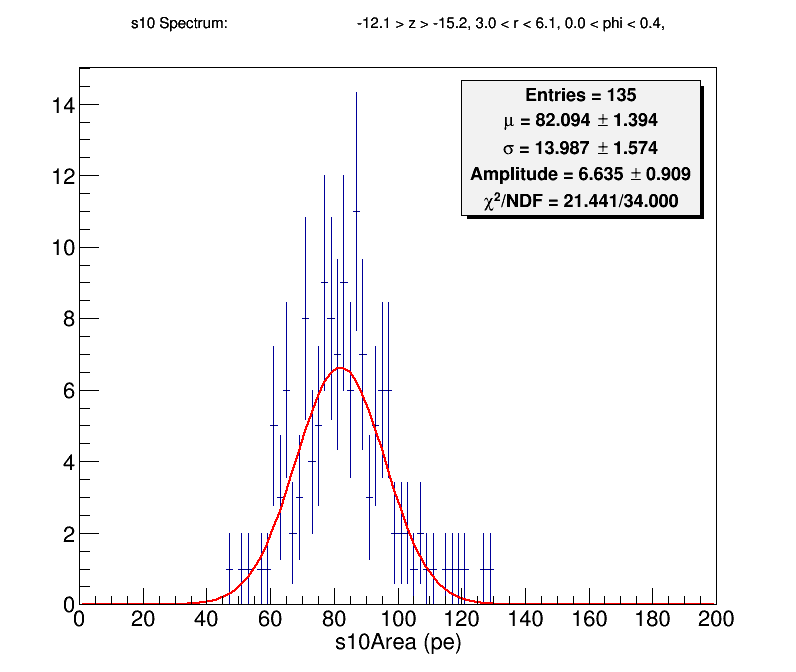 s10 Spectrum: -12.1 > z > -15.2, 3.0 < r < 6.1, 0.0 < phi < 0.4,
Entries = 135
μ = 82.094 ± 1.394
σ = 13.987 ± 1.574
Amplitude = 6.635 ± 0.909
χ²/NDF = 21.441/34.000
14
12
10
8
6
4
2
0
0 20 40 60 80 100 120 140 160 180 200
s10Area (pe)